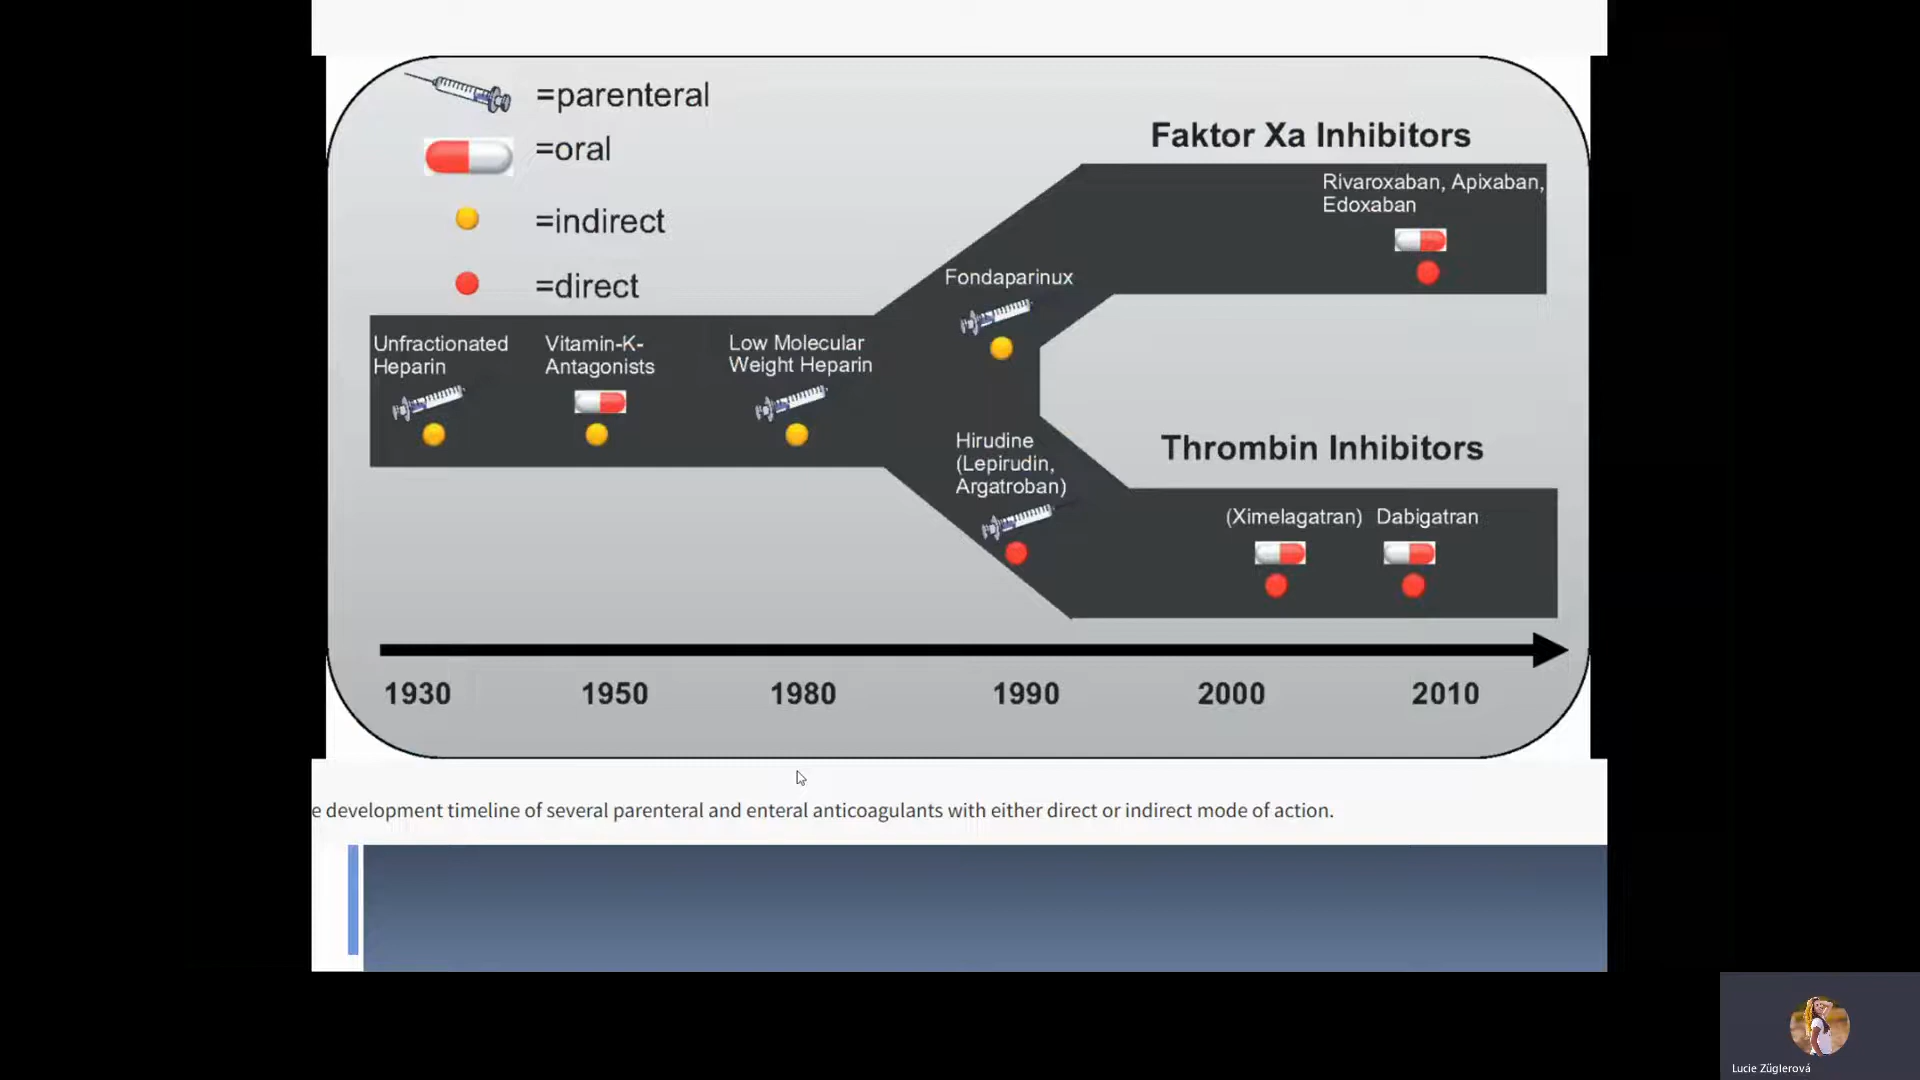 =parenteral
=oral
=indirect
=direct
Faktor Xa Inhibitors
Rivaroxaban, Apixaban,
Edoxaban
Fondaparinux
Unfractionated
Heparin
Vitamin-K-
Antagonists
Low Molecular
Weight Heparin
Hirudine
(Lepirudin,
Argatroban)
Thrombin Inhibitors
(Ximelagatran)
Dabigatran
1930
1950
1980
1990
2000
2010
e development timeline of several parenteral and enteral anticoagulants with either direct or indirect mode of action.
Lucie Züglerová